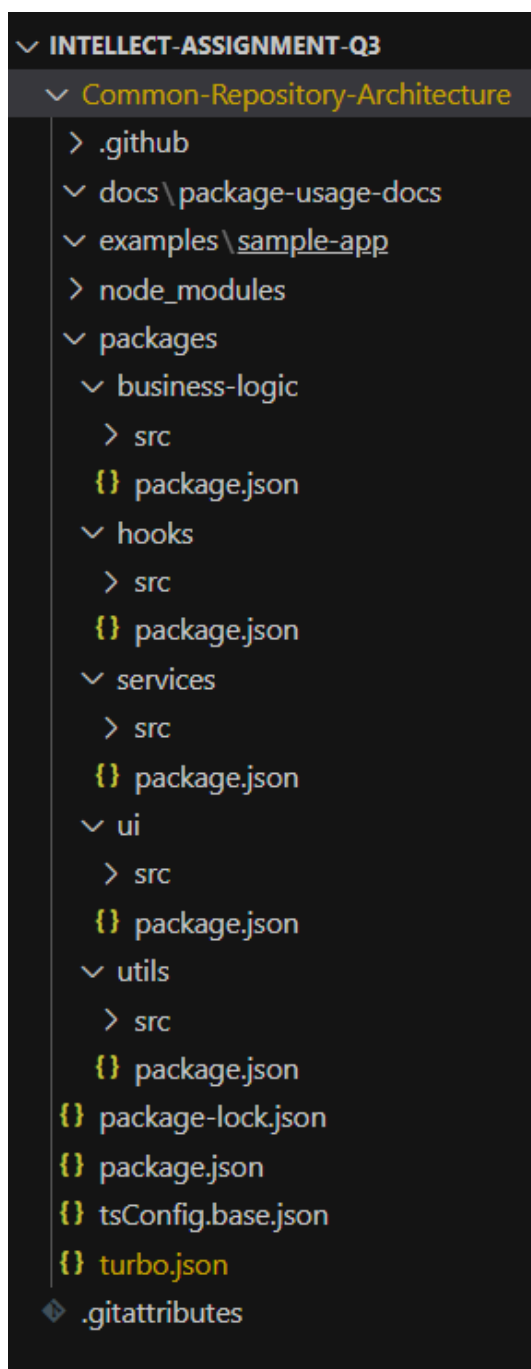 INTELLECT-ASSIGNMENT-Q3
Common-Repository-Architecture
.github
docs\package-usage-docs
examples\sample-app
node_modules
packages
business-logic
src
{} package.json
hooks
src
{} package.json
services
src
{} package.json
ui
src
{} package.json
utils
src
{} package.json
{} package-lock.json
{} package.json
{} tsConfig.base.json
{} turbo.json
.gitattributes